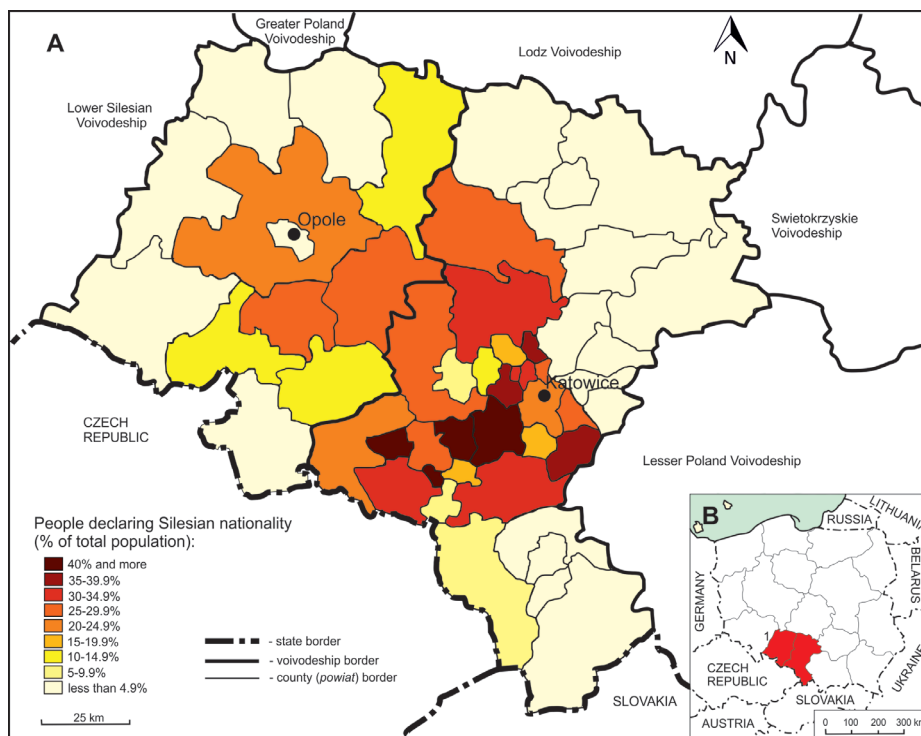 A
Greater Poland
Voivodeship
Lodz Voivodeship
N
Lower Silesian
Voivodeship
Opole
Swietokrzyskie
Voivodeship
Katowice
CZECH
REPUBLIC
Lesser Poland Voivodeship
SLOVAKIA
People declaring Silesian nationality
(% of total population):
40% and more
35-39.9%
30-34.9%
25-29.9%
20-24.9%
15-19.9%
10-14.9%
5-9.9%
less than 4.9%
25 km
- state border
- voivodeship border
- county (powiat) border
B
RUSSIA
LITHUANIA
BELARUS
GERMANY
1
CZECH
REPUBLIC
UKRAINE
SLOVAKIA
AUSTRIA
0 100 200 300 km